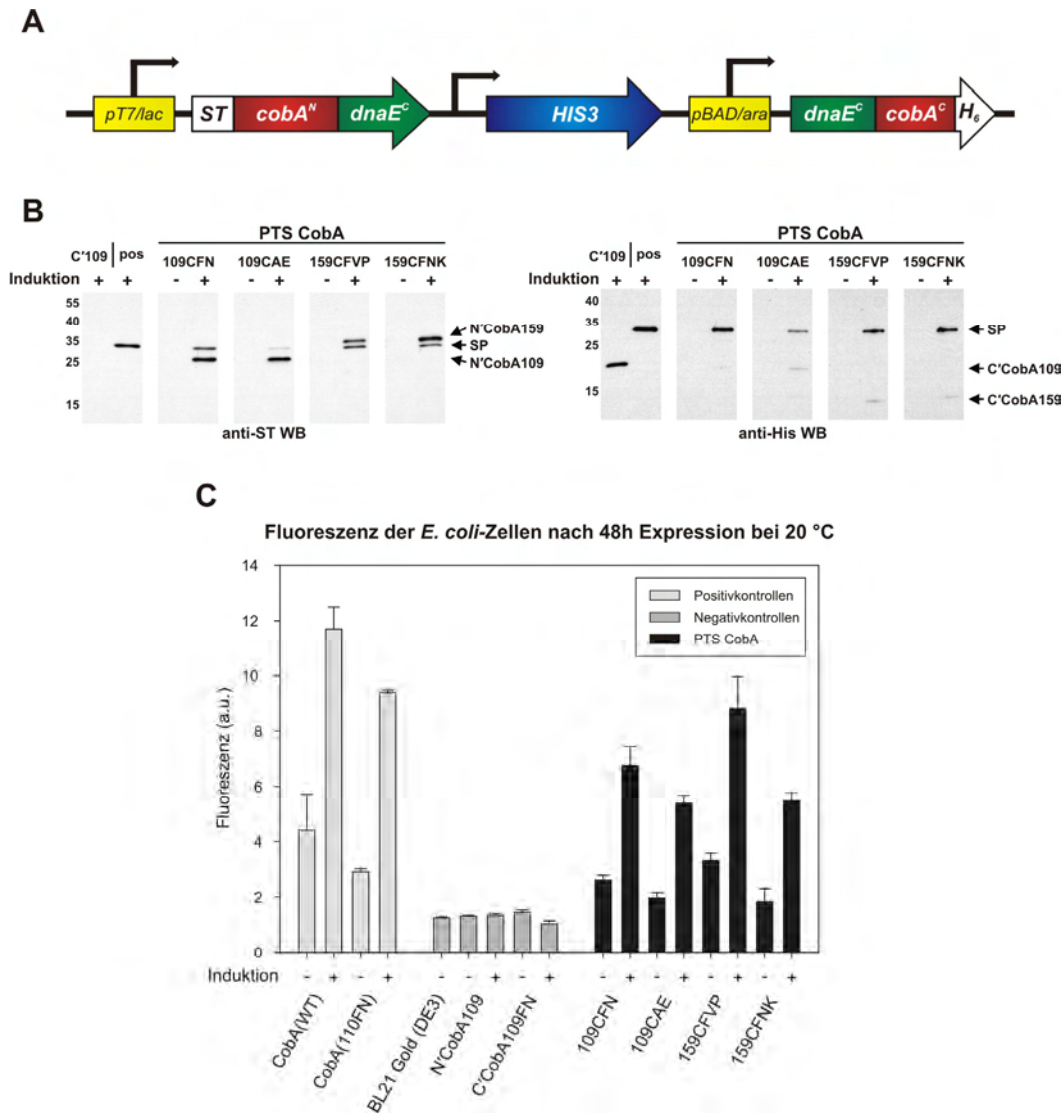 A
pT7/lac ST cobA^N dnaE^C HIS3 pBAD/ara dnaE^C cobA^C H₆
B
PTS CobA
C'109 pos 109CFN 109CAE 159CFVP 159CFNK
Induktion + + - + - + - + - +
55
40
35
25
15
N'CobA159
SP
N'CobA109
anti-ST WB
PTS CobA
C'109 pos 109CFN 109CAE 159CFVP 159CFNK
Induktion + + - + - + - + - +
40
35
25
15
SP
C'CobA109
C'CobA159
anti-His WB
C
Fluoreszenz der E. coli-Zellen nach 48h Expression bei 20 °C
Positivkontrollen
Negativkontrollen
PTS CobA
Fluoreszenz (a.u.)
14
12
10
8
6
4
2
0
Induktion - + - + - - + - + - + - + - + - +
CobA(WT)
CobA(110FN)
BL21 Gold (DE3)
N'CobA109
C'CobA109FN
109CFN
109CAE
159CFVP
159CFNK